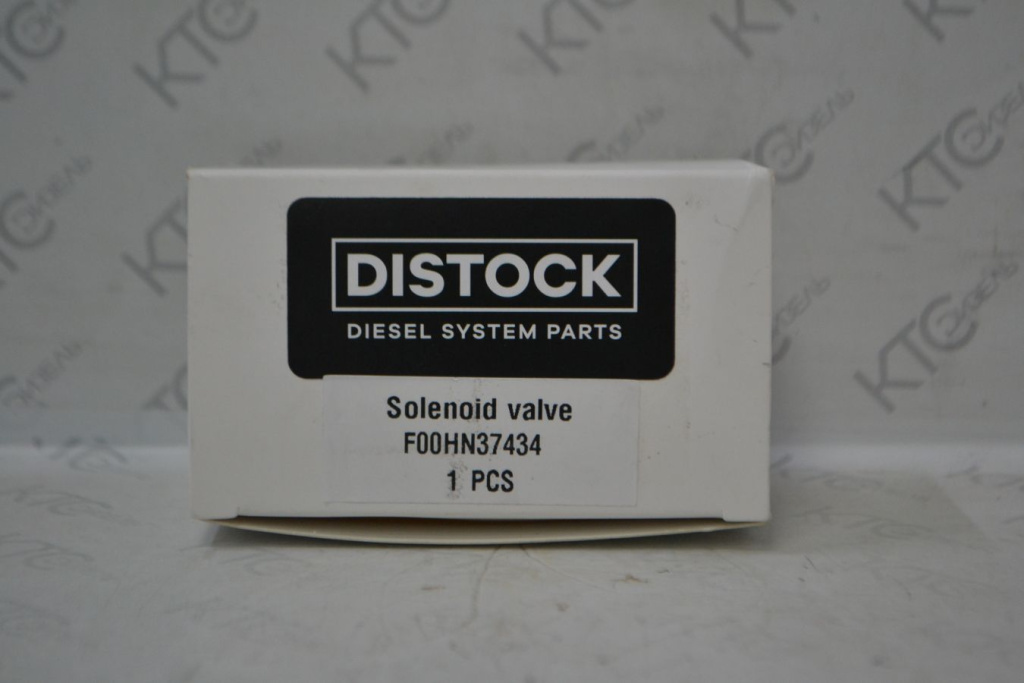 DISTOCK
DIESEL SYSTEM PARTS
Solenoid valve
F00HN37434
1 PCS